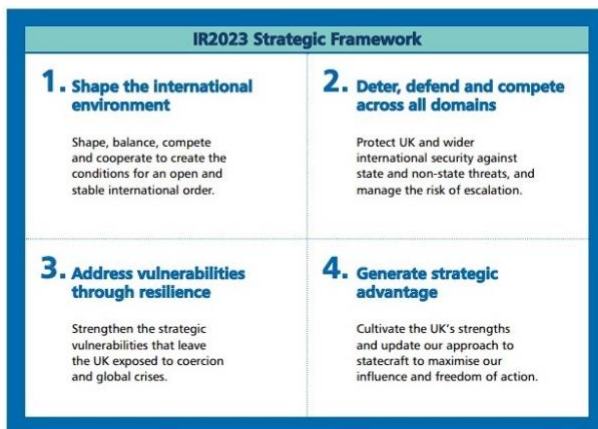 IR2023 Strategic Framework
1. Shape the international
environment
Shape, balance, compete
and cooperate to create the
conditions for an open and
stable international order.
2. Deter, defend and compete
across all domains
Protect UK and wider
international security against
state and non-state threats, and
manage the risk of escalation.
3. Address vulnerabilities
through resilience
Strengthen the strategic
vulnerabilities that leave
the UK exposed to coercion
and global crises.
4. Generate strategic
advantage
Cultivate the UK’s strengths
and update our approach to
statecraft to maximise our
influence and freedom of action.